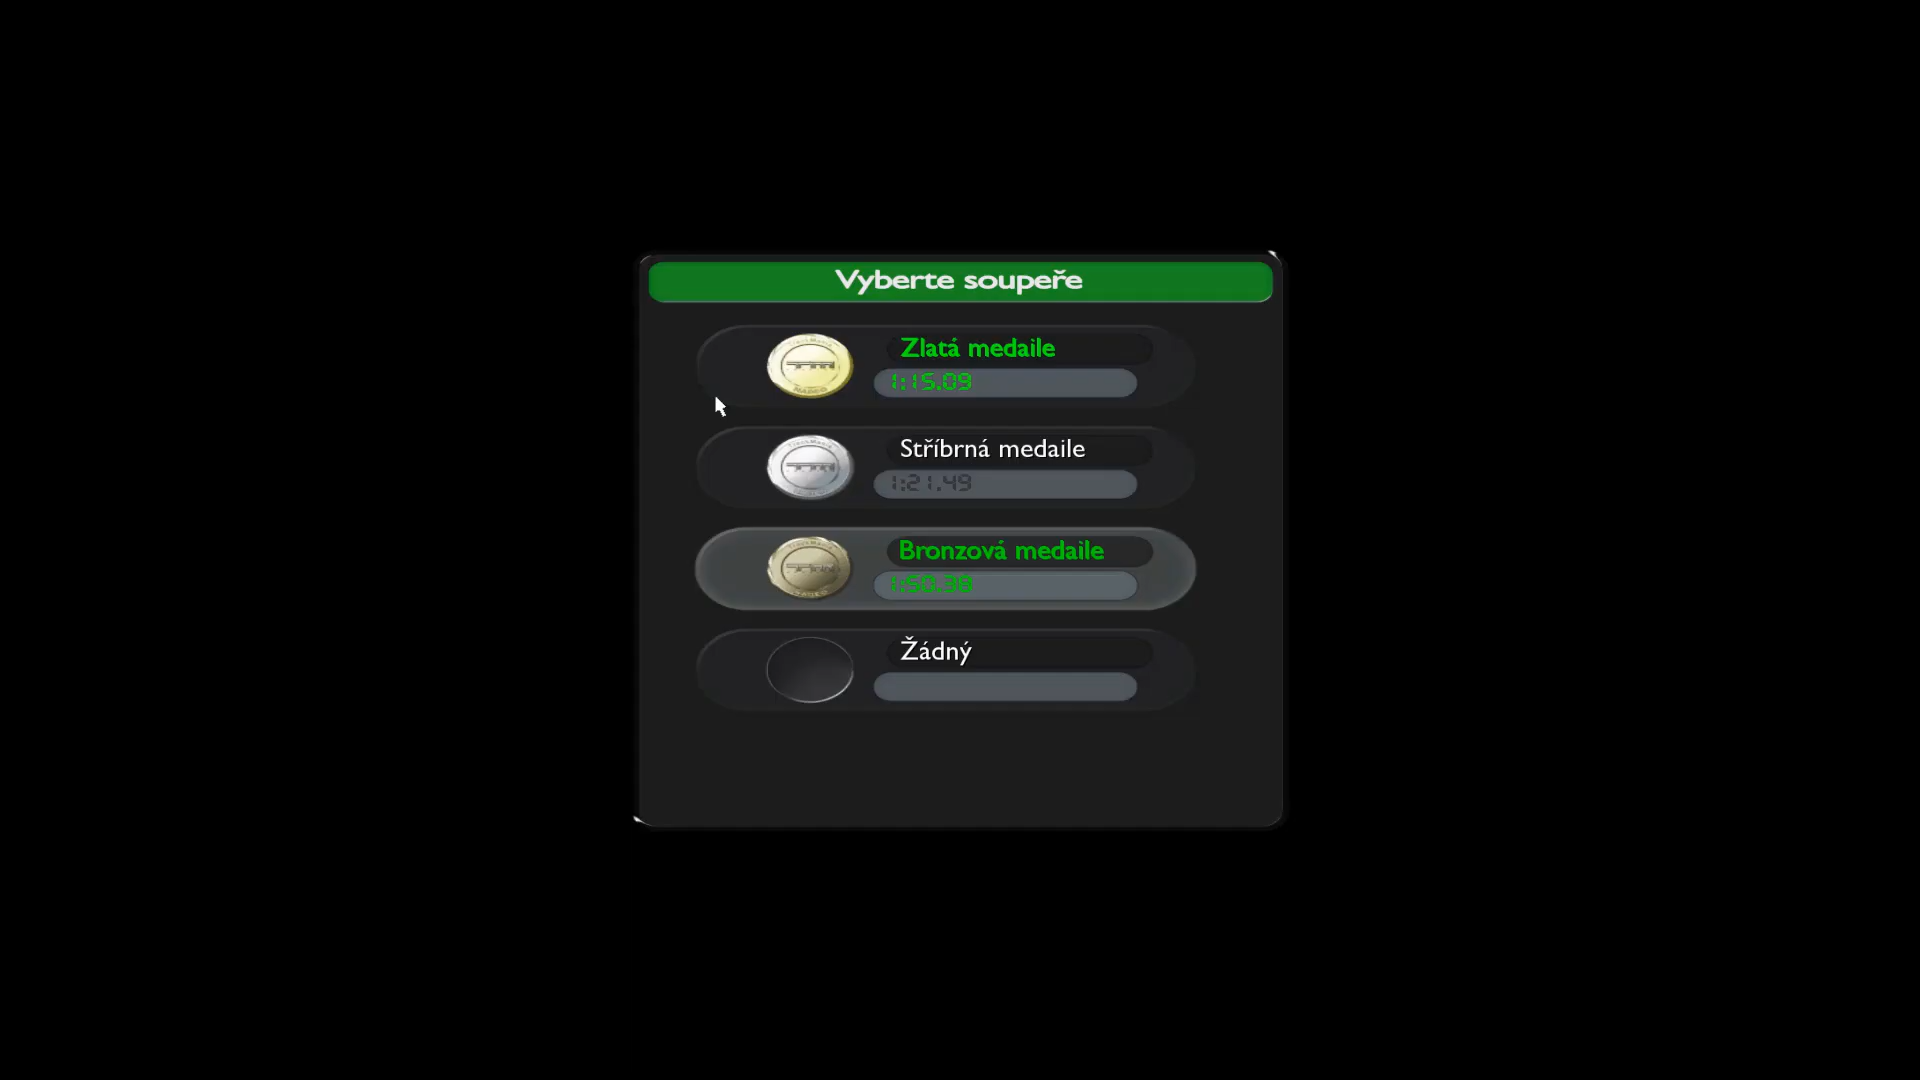 Vyberte soupeře
Zlatá medaile
1:15.09
Stříbrná medaile
1:21.49
Bronzová medaile
1:50.38
Žádný